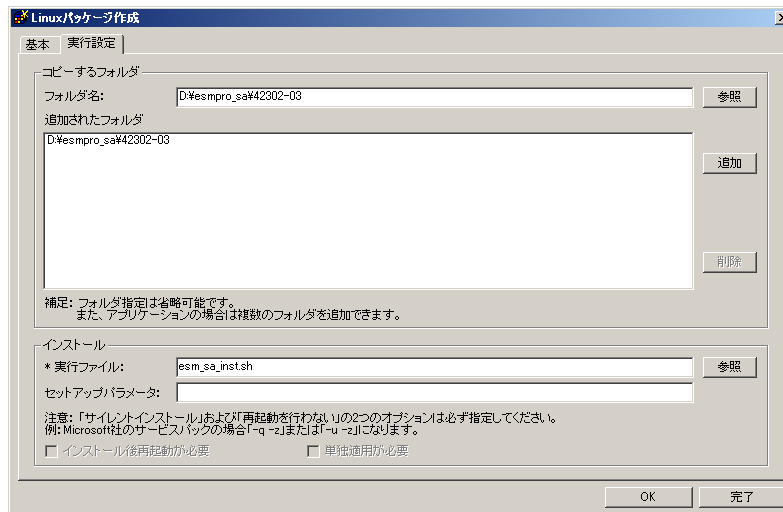 Linuxパッケージ作成
基本 実行設定
コピーするフォルダ
フォルダ名: D:¥esmpro_sa¥42302-03 参照
追加されたフォルダ
D:¥esmpro_sa¥42302-03
追加
削除
補足: フォルダ指定は省略可能です。
また、アプリケーションの場合は複数のフォルダを追加できます。
インストール
* 実行ファイル: esm_sa_inst.sh 参照
セットアップパラメータ:
注意: 「サイレントインストール」および「再起動を行わない」の2つのオプションは必ず指定してください。
例: Microsoft社のサービスパックの場合「-q -z」または「-u -z」になります。
インストール後再起動が必要 単独適用が必要
OK 完了